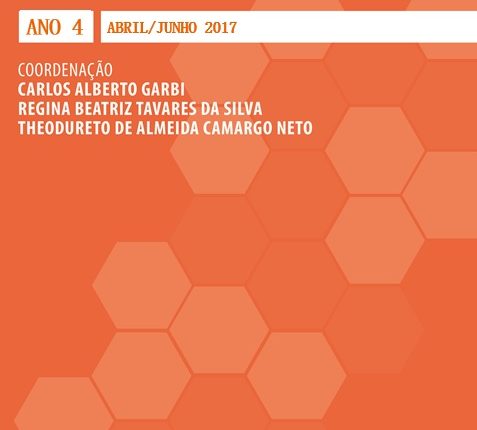 ANO 4
ABRIL/JUNHO 2017
COORDENAÇÃO
CARLOS ALBERTO GARBI
REGINA BEATRIZ TAVARES DA SILVA
THEODURETO DE ALMEIDA CAMARGO NETO